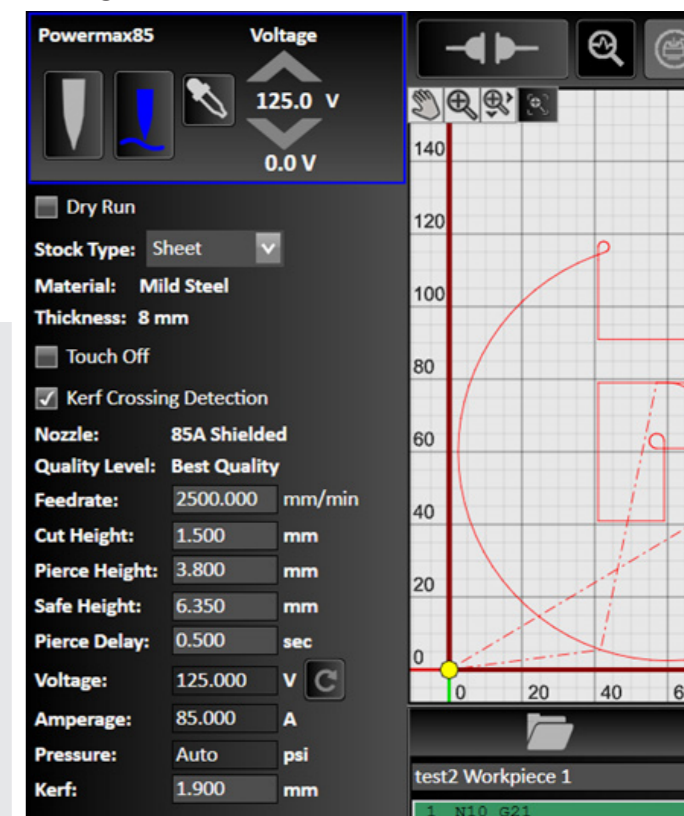 Powermax85 Voltage
125.0 V
0.0 V
Dry Run
Stock Type: Sheet
Material: Mild Steel
Thickness: 8 mm
Touch Off
Kerf Crossing Detection
Nozzle: 85A Shielded
Quality Level: Best Quality
Feedrate: 2500.000 mm/min
Cut Height: 1.500 mm
Pierce Height: 3.800 mm
Safe Height: 6.350 mm
Pierce Delay: 0.500 sec
Voltage: 125.000 V
Amperage: 85.000 A
Pressure: Auto psi
Kerf: 1.900 mm
140
120
100
80
60
40
20
0
0 20 40 6
test2 Workpiece 1
1 N10 G21